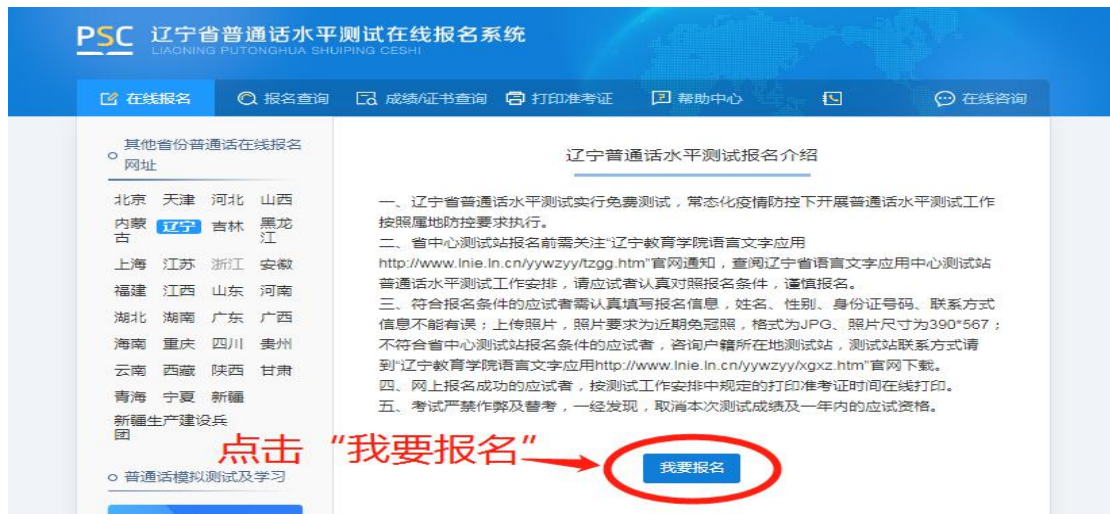 PSC 辽宁省普通话水平测试在线报名系统
LIAONING PUTONGHUA SHUIPING CESHI
在线报名 报名查询 成绩/证书查询 打印准考证 帮助中心 在线咨询
其他省份普通话在线报名
网址
北京 天津 河北 山西
内蒙古 辽宁 吉林 黑龙江
上海 江苏 浙江 安徽
福建 江西 山东 河南
湖北 湖南 广东 广西
海南 重庆 四川 贵州
云南 西藏 陕西 甘肃
青海 宁夏 新疆
新疆生产建设兵
团
普通话模拟测试及学习
辽宁普通话水平测试报名介绍
一、辽宁省普通话水平测试实行免费测试，常态化疫情防控下开展普通话水平测试工作
按照属地防控要求执行。
二、省中心测试站报名前需关注“辽宁教育学院语言文字应用
http://www.lnie.ln.cn/yywzyy/tzgg.htm”官网通知，查阅辽宁省语言文字应用中心测试站
普通话水平测试工作安排，请应试者认真对照报名条件，谨慎报名。
三、符合报名条件的应试者需认真填写报名信息，姓名、性别、身份证号码、联系方式
信息不能有误；上传照片，照片要求为近期免冠照，格式为JPG、照片尺寸为390*567；
不符合省中心测试站报名条件的应试者，咨询户籍所在地测试站，测试站联系方式请
到“辽宁教育学院语言文字应用http://www.lnie.ln.cn/yywzyy/xgxz.htm”官网下载。
四、网上报名成功的应试者，按测试工作安排中规定的打印准考证时间在线打印。
五、考试严禁作弊及替考，一经发现，取消本次测试成绩及一年内的应试资格。
点击“我要报名”
我要报名